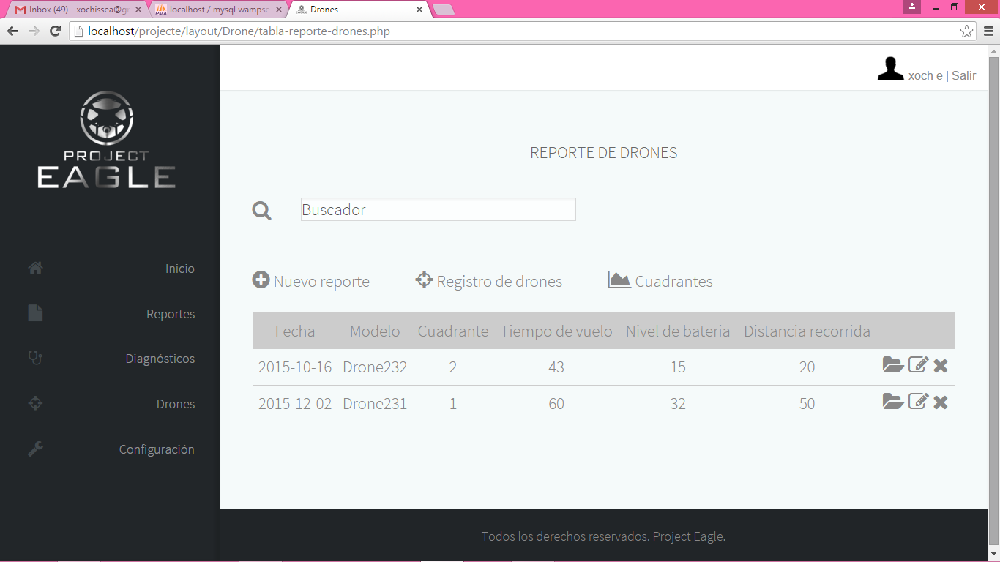 Inbox (49) - xochissea@gr
localhost / mysql wampse
Drones
localhost/projecte/layout/Drone/tabla-reporte-drones.php
xoch e | Salir
PROJECT
EAGLE
Inicio
Reportes
Diagnósticos
Drones
Configuración
REPORTE DE DRONES
Buscador
Nuevo reporte Registro de drones Cuadrantes
Fecha Modelo Cuadrante Tiempo de vuelo Nivel de bateria Distancia recorrida
2015-10-16 Drone232 2 43 15 20
2015-12-02 Drone231 1 60 32 50
Todos los derechos reservados. Project Eagle.